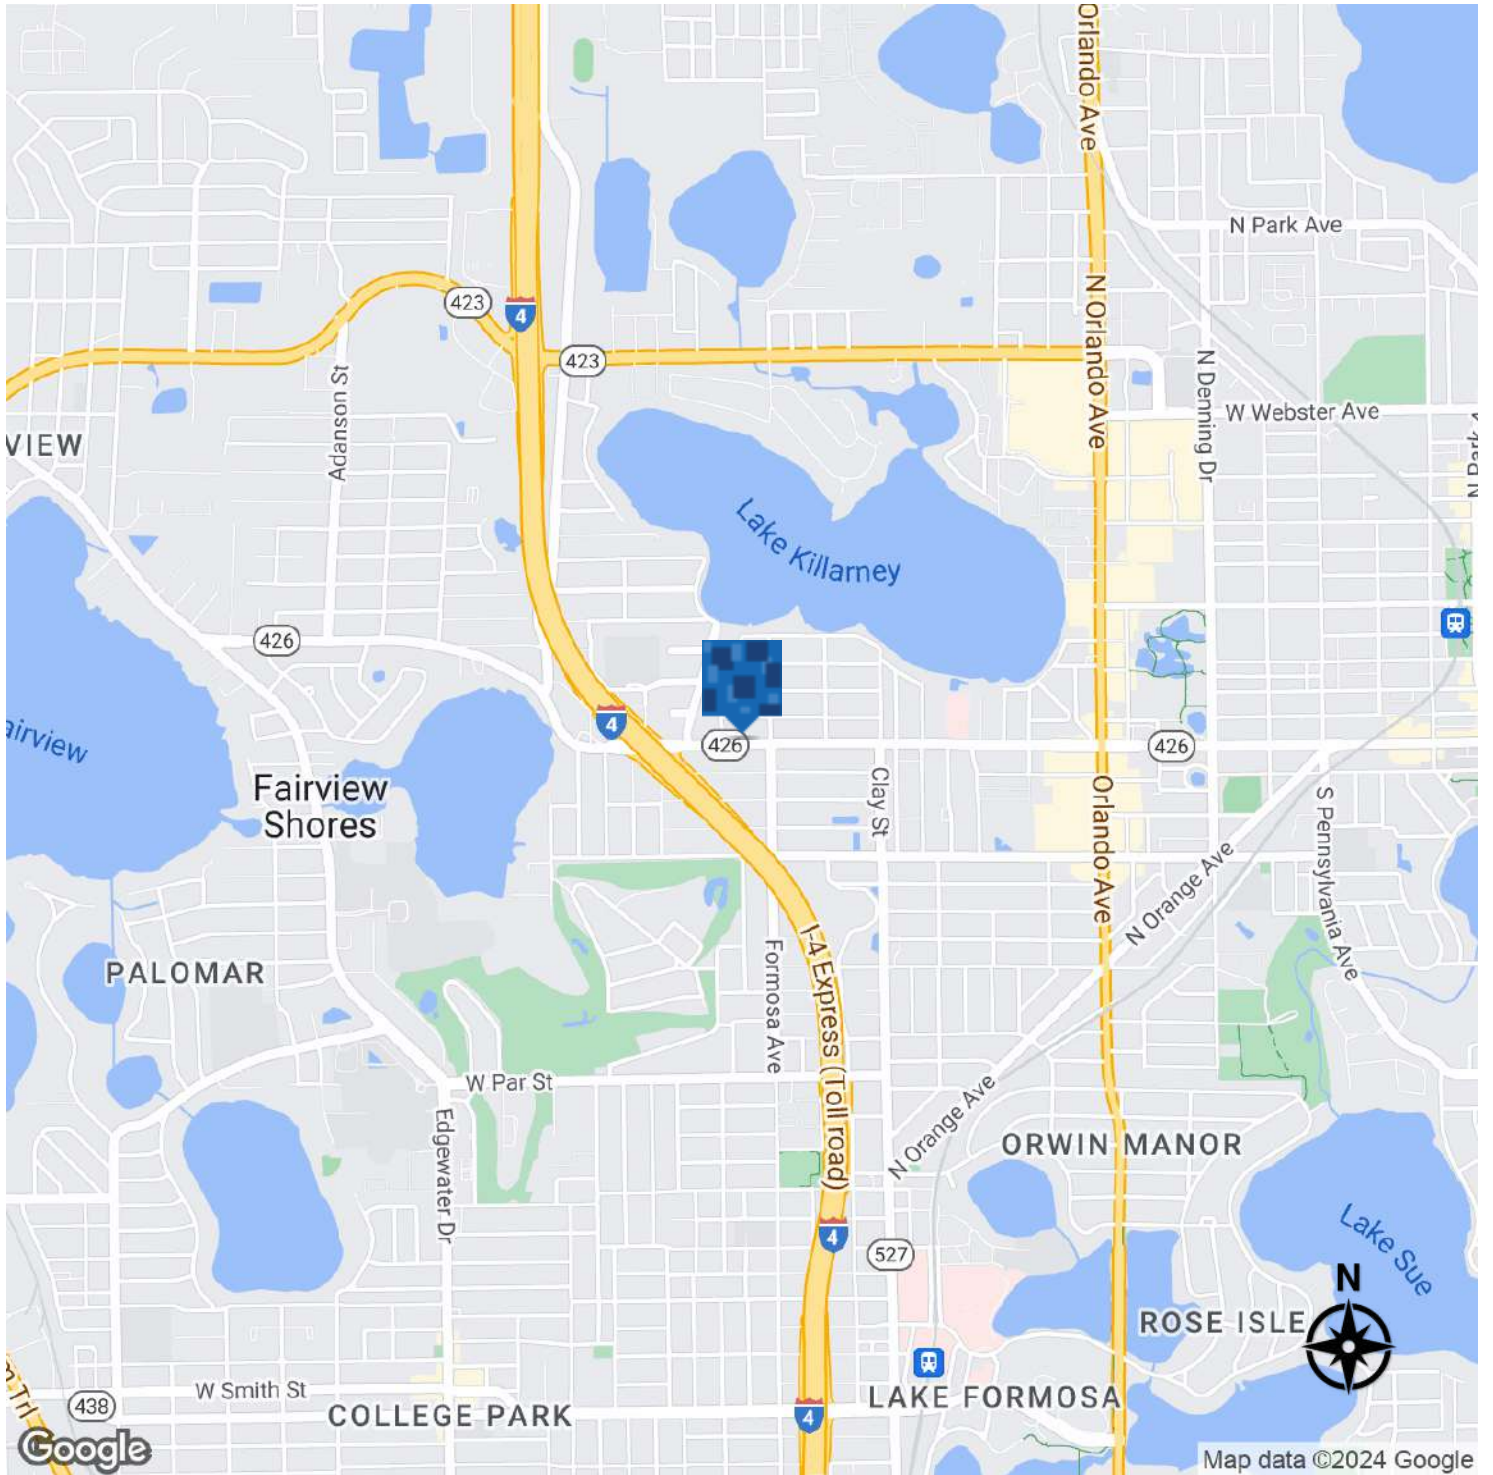 Orlando Ave
N Park Ave
423
4
423
N Orlando Ave
N Denning Dr
W Webster Ave
Adanson St
VIEW
Lake Killarney
426
airview
4
426
426
Fairview
Shores
Clay St
Orlando Ave
S Pennsylvania Ave
N Orange Ave
PALOMAR
I-4 Express (Toll road)
Formosa Ave
W Par St
N Orange Ave
Edgewater Dr
ORWIN MANOR
Lake Sue
4
527
N
ROSE ISLE
W Smith St
438
COLLEGE PARK
4
LAKE FORMOSA
m Trl
Google
Map data ©2024 Google